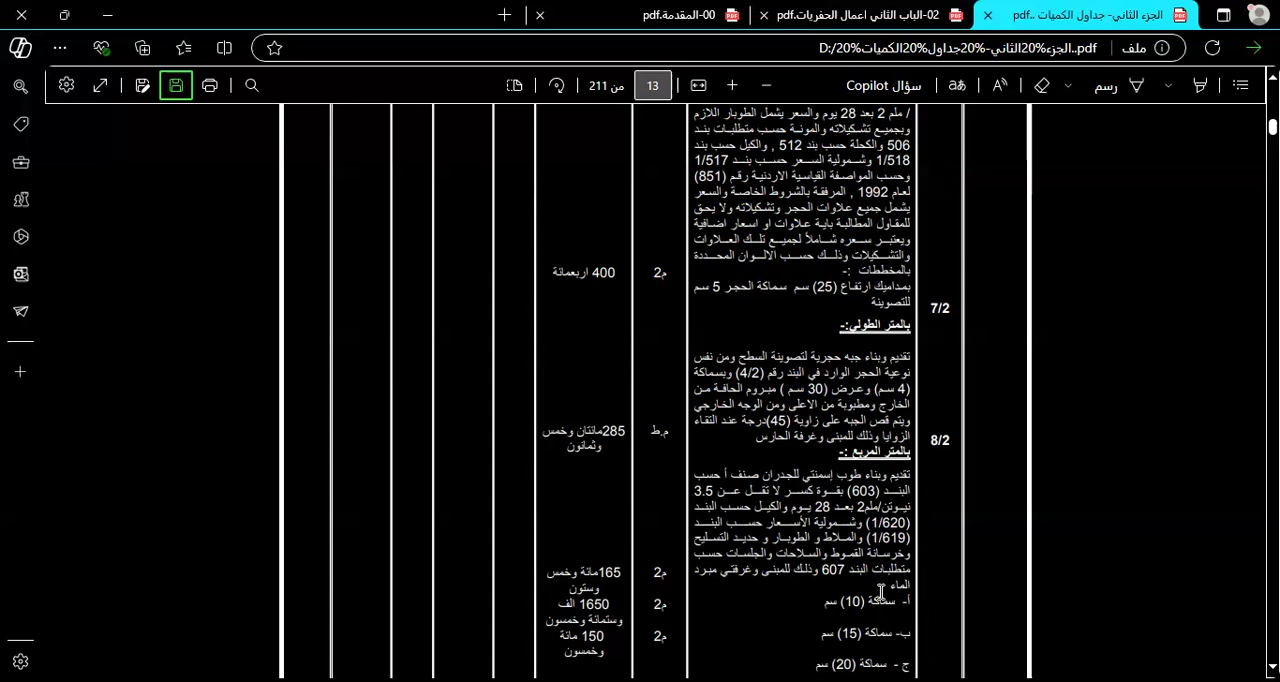 الجزء الثاني- جداول الكميات ..pdf
02-الباب الثاني اعمال الحفريات.pdf
00-المقدمة.pdf
ملف
D:/20%الجزء20%الثاني-20%جداول20%الكميات..pdf
رسم
سؤال Copilot
13
من 211
/ ملم 2 بعد 28 يوم والسعر يشمل الطوبار اللازم
وبجميع تشكيلاته والمونة حسب متطلبات بند
506 والكحلة حسب بند 512 , والكيل حسب بند
1/518 وشمولية السعر حسب بند 1/517
وحسب المواصفة القياسية الاردنية رقم (851)
لعام 1992 , المرفقة بالشروط الخاصة والسعر
يشمل جميع علاوات الحجر وتشكيلاته ولا يحق
للمقاول المطالبة باية علاوات او اسعار اضافية
ويعتبر سعره شاملاً لجميع تلك العلاوات
والتشكيلات وذلك حسب الالوان المحددة
بالمخططات :-
بمداميك ارتفاع (25) سم سماكة الحجر 5 سم
للتصوينة
م2
400 اربعمائة
7/2
بالمتر الطولي:-
تقديم وبناء جبه حجرية لتصوينة السطح ومن نفس
نوعية الحجر الوارد في البند رقم (4/2) وبسماكة
(4 سم) وعرض (30 سم ) مبروم الحافة من
الخارج ومطبوبة من الاعلى ومن الوجه الخارجي
ويتم قص الجبه على زاوية (45)درجة عند التقاء
الزوايا وذلك للمبنى وغرفة الحارس
م.ط
285مائتان وخمس
وثمانون
8/2
بالمتر المربع :-
تقديم وبناء طوب إسمنتي للجدران صنف أ حسب
البند (603) بقوة كسر لا تقل عن 3.5
نيوتن/ملم2 بعد 28 يوم والكيل حسب البند
(1/620) وشمولية الأسعار حسب البند
(1/619) والملاط و الطوبار و حديد التسليح
وخرسانة القموط والسلاحات والجلسات حسب
متطلبات البند 607 وذلك للمبنى وغرفتي مبرد
الماء
أ- سماكة (10) سم
ب- سماكة (15) سم
ج - سماكة (20) سم
م2
165مائة وخمس
وستون
م2
1650 الف
وستمائة وخمسون
م2
150 مائة
وخمسون